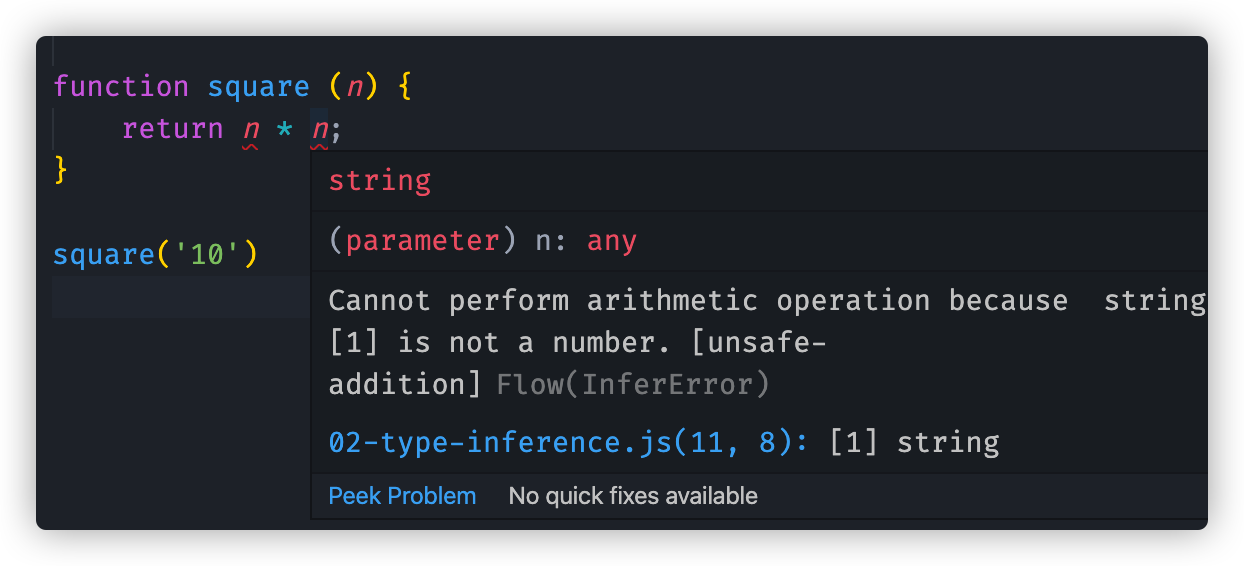 function square (n) {
return n * n;
}
square('10')
string
(parameter) n: any
Cannot perform arithmetic operation because string
[1] is not a number. [unsafe-
addition] Flow(InferError)
02-type-inference.js(11, 8): [1] string
Peek Problem No quick fixes available